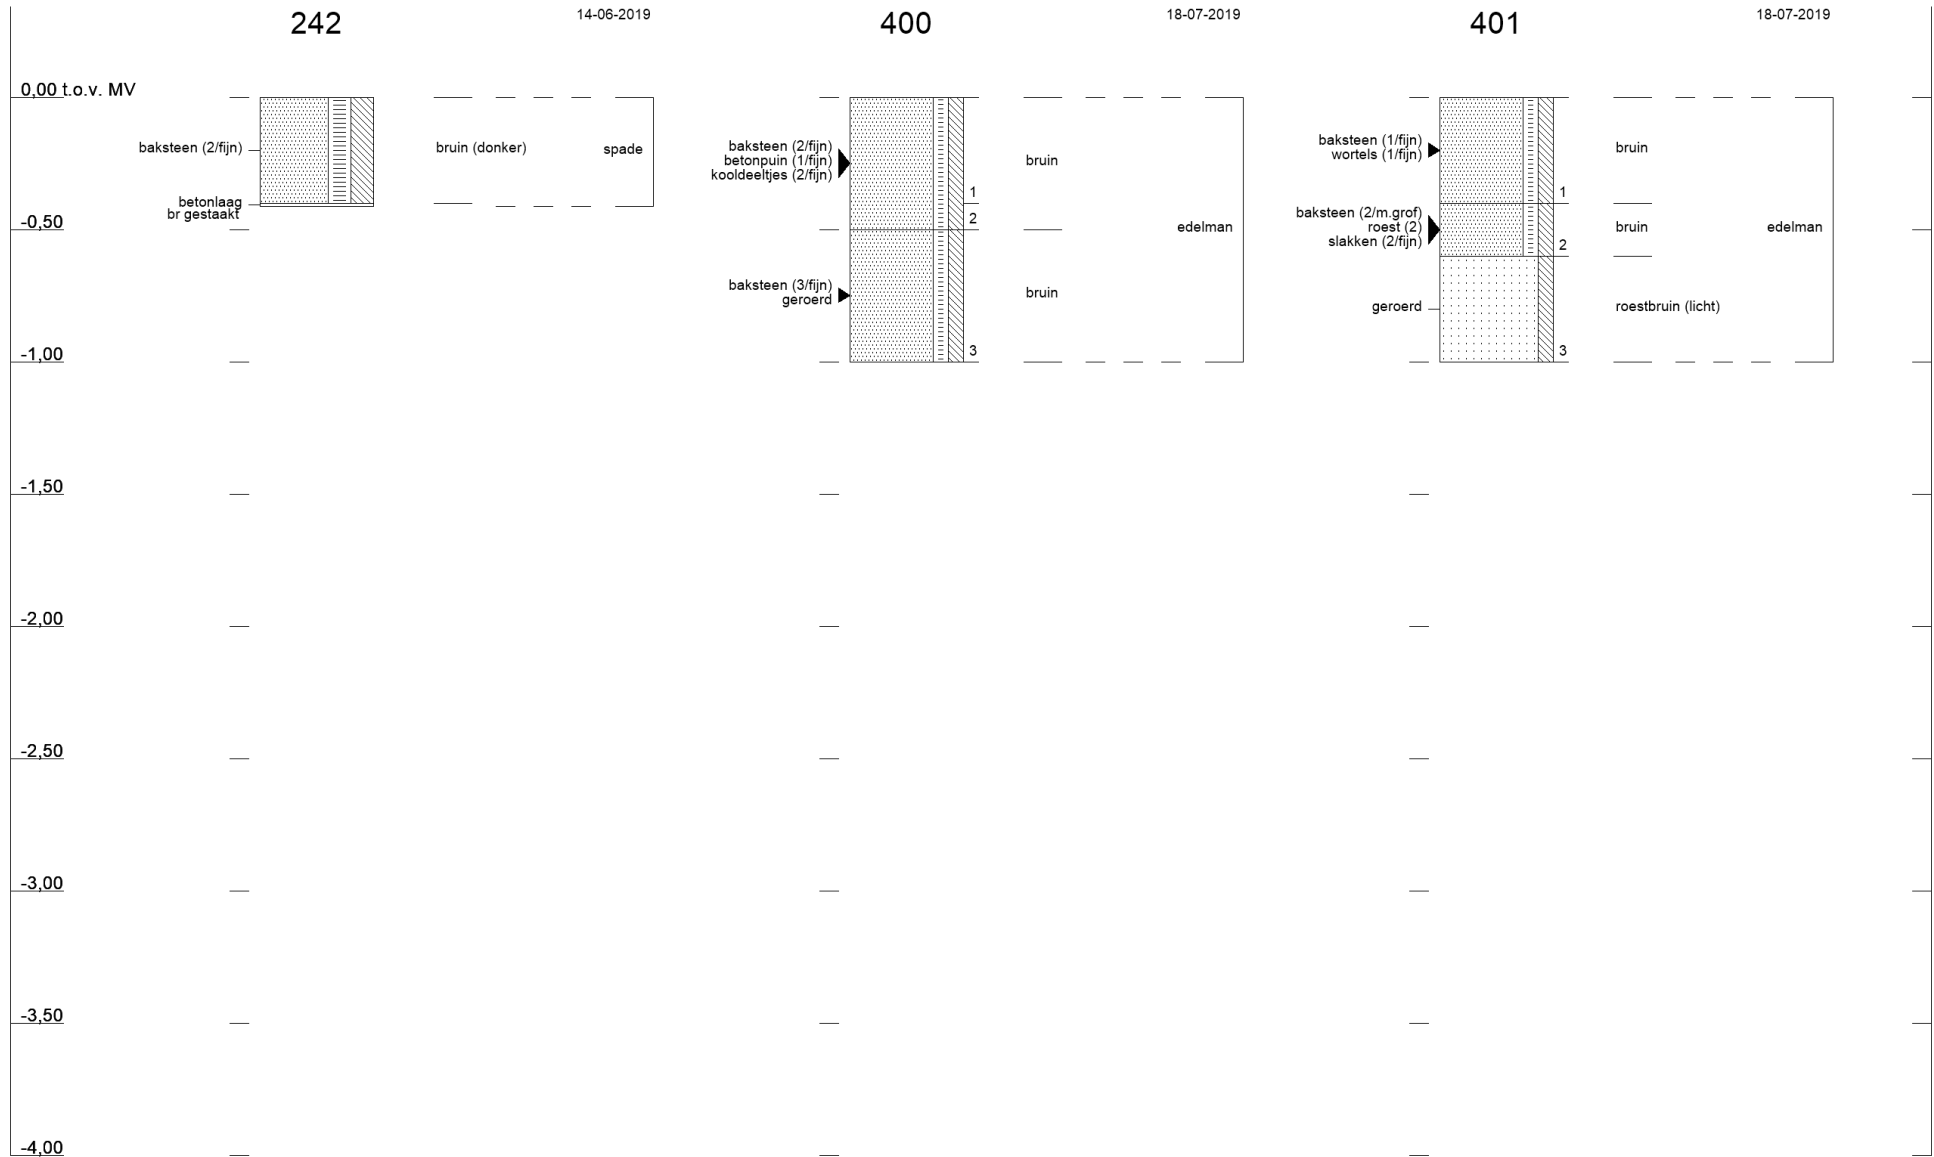 242
14-06-2019
400
18-07-2019
401
18-07-2019
0,00 t.o.v. MV
-0,50
-1,00
-1,50
-2,00
-2,50
-3,00
-3,50
-4,00
baksteen (2/fijn)
betonlaag
br gestaakt
bruin (donker)
spade
baksteen (2/fijn)
betonpuin (1/fijn)
kooldeeltjes (2/fijn)
baksteen (3/fijn)
geroerd
1
2
3
bruin
bruin
edelman
baksteen (1/fijn)
wortels (1/fijn)
baksteen (2/m.grof)
roest (2)
slakken (2/fijn)
geroerd
1
2
3
bruin
bruin
roestbruin (licht)
edelman